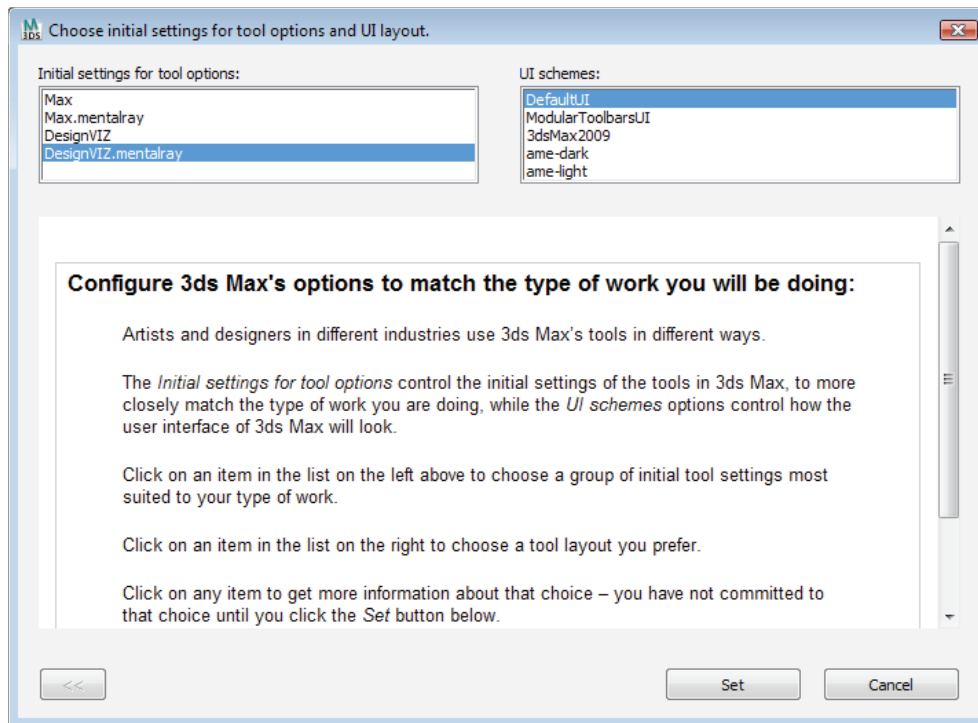 M
3DS
Choose initial settings for tool options and UI layout.
Initial settings for tool options:
Max
Max.mentalray
DesignVIZ
DesignVIZ.mentalray
UI schemes:
DefaultUI
ModularToolbarsUI
3dsMax2009
ame-dark
ame-light
Configure 3ds Max's options to match the type of work you will be doing:
Artists and designers in different industries use 3ds Max's tools in different ways.
The Initial settings for tool options control the initial settings of the tools in 3ds Max, to more
closely match the type of work you are doing, while the UI schemes options control how the
user interface of 3ds Max will look.
Click on an item in the list on the left above to choose a group of initial tool settings most
suited to your type of work.
Click on an item in the list on the right to choose a tool layout you prefer.
Click on any item to get more information about that choice – you have not committed to
that choice until you click the Set button below.
<<
Set
Cancel